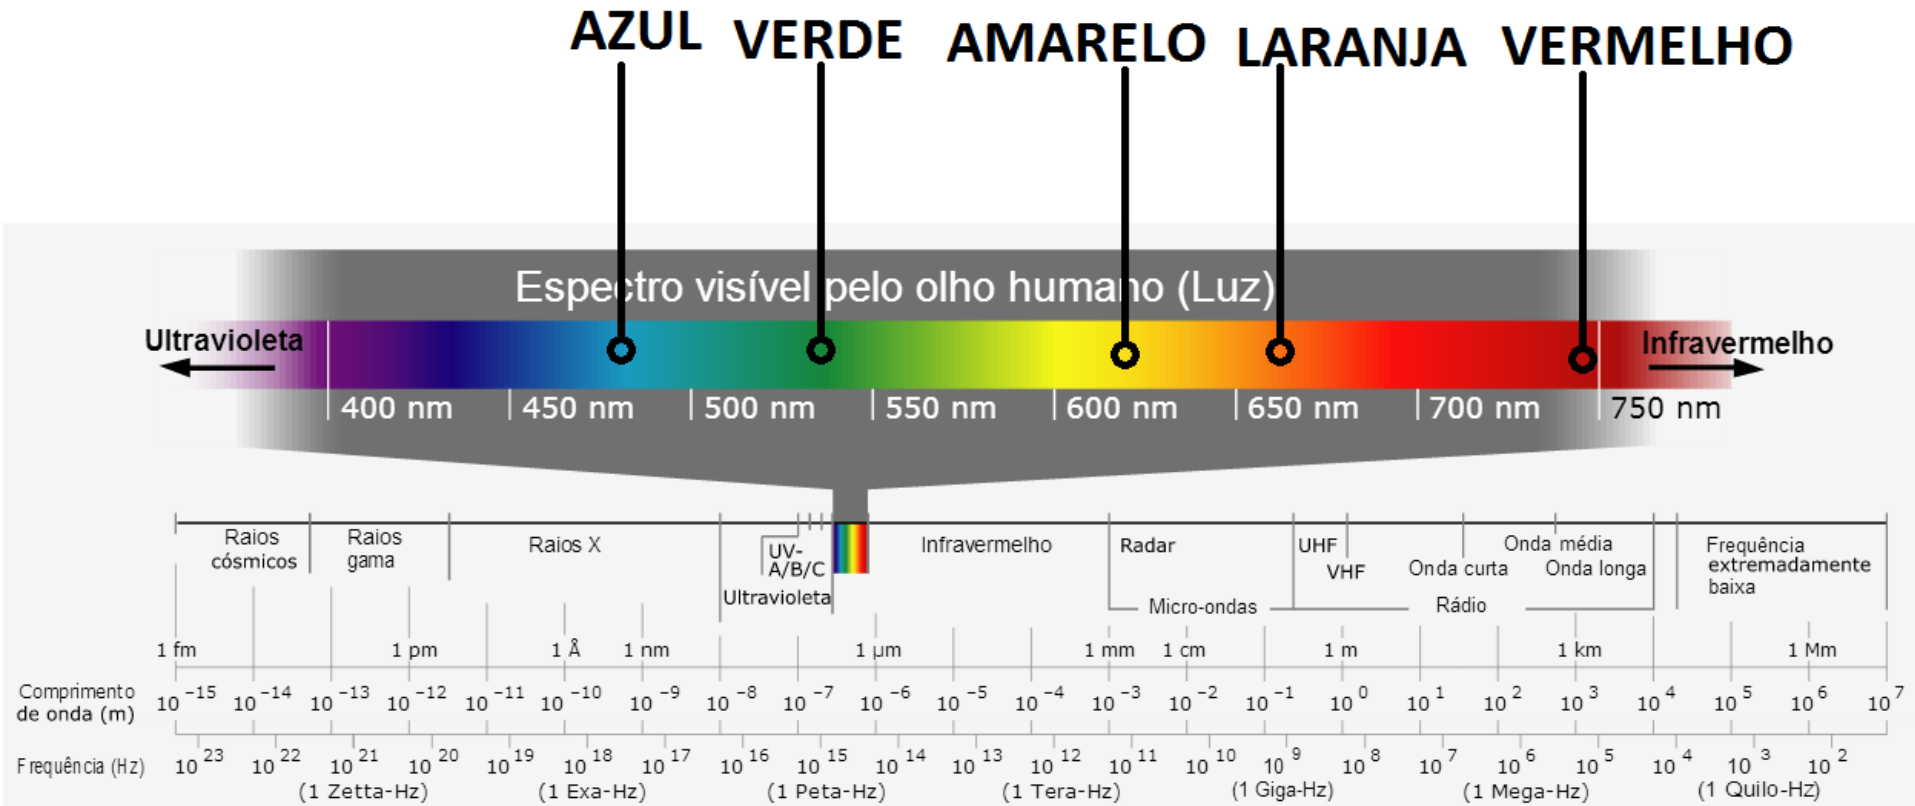 AZUL VERDE AMARELO LARANJA VERMELHO
Espectro visível pelo olho humano (Luz)
Ultravioleta
Infravermelho
400 nm 450 nm 500 nm 550 nm 600 nm 650 nm 700 nm 750 nm
Raios cósmicos
Raios gama
Raios X
UV-
A/B/C
Ultravioleta
Infravermelho
Radar
Micro-ondas
UHF
VHF
Onda curta
Onda média
Onda longa
Rádio
Frequência
extremadamente
baixa
1 fm 1 pm 1 Å 1 nm 1 µm 1 mm 1 cm 1 m 1 km 1 Mm
Comprimento
de onda (m)
10⁻¹⁵ 10⁻¹⁴ 10⁻¹³ 10⁻¹² 10⁻¹¹ 10⁻¹⁰ 10⁻⁹ 10⁻⁸ 10⁻⁷ 10⁻⁶ 10⁻⁵ 10⁻⁴ 10⁻³ 10⁻² 10⁻¹ 10⁰ 10¹ 10² 10³ 10⁴ 10⁵ 10⁶ 10⁷
Frequência (Hz) 10²³ 10²² 10²¹ 10²⁰ 10¹⁹ 10¹⁸ 10¹⁷ 10¹⁶ 10¹⁵ 10¹⁴ 10¹³ 10¹² 10¹¹ 10¹⁰ 10⁹ 10⁸ 10⁷ 10⁶ 10⁵ 10⁴ 10³ 10²
(1 Zetta-Hz) (1 Exa-Hz) (1 Peta-Hz) (1 Tera-Hz) (1 Giga-Hz) (1 Mega-Hz) (1 Quilo-Hz)